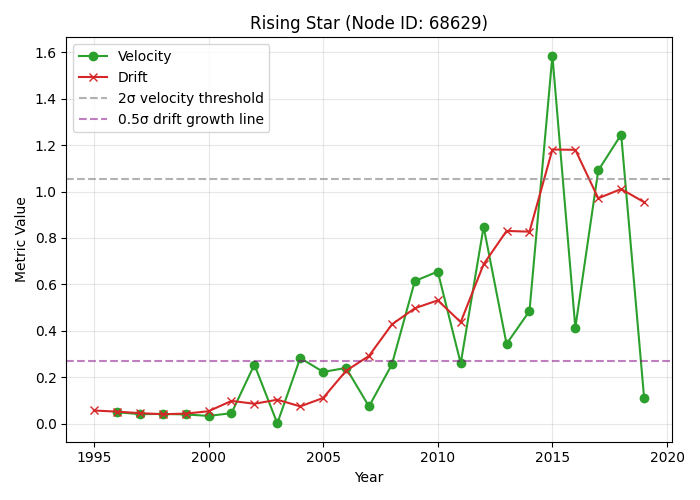 Rising Star (Node ID: 68629)
Velocity
Drift
2σ velocity threshold
0.5σ drift growth line
Metric Value
1.6
1.4
1.2
1.0
0.8
0.6
0.4
0.2
0.0
1995
2000
2005
2010
2015
2020
Year